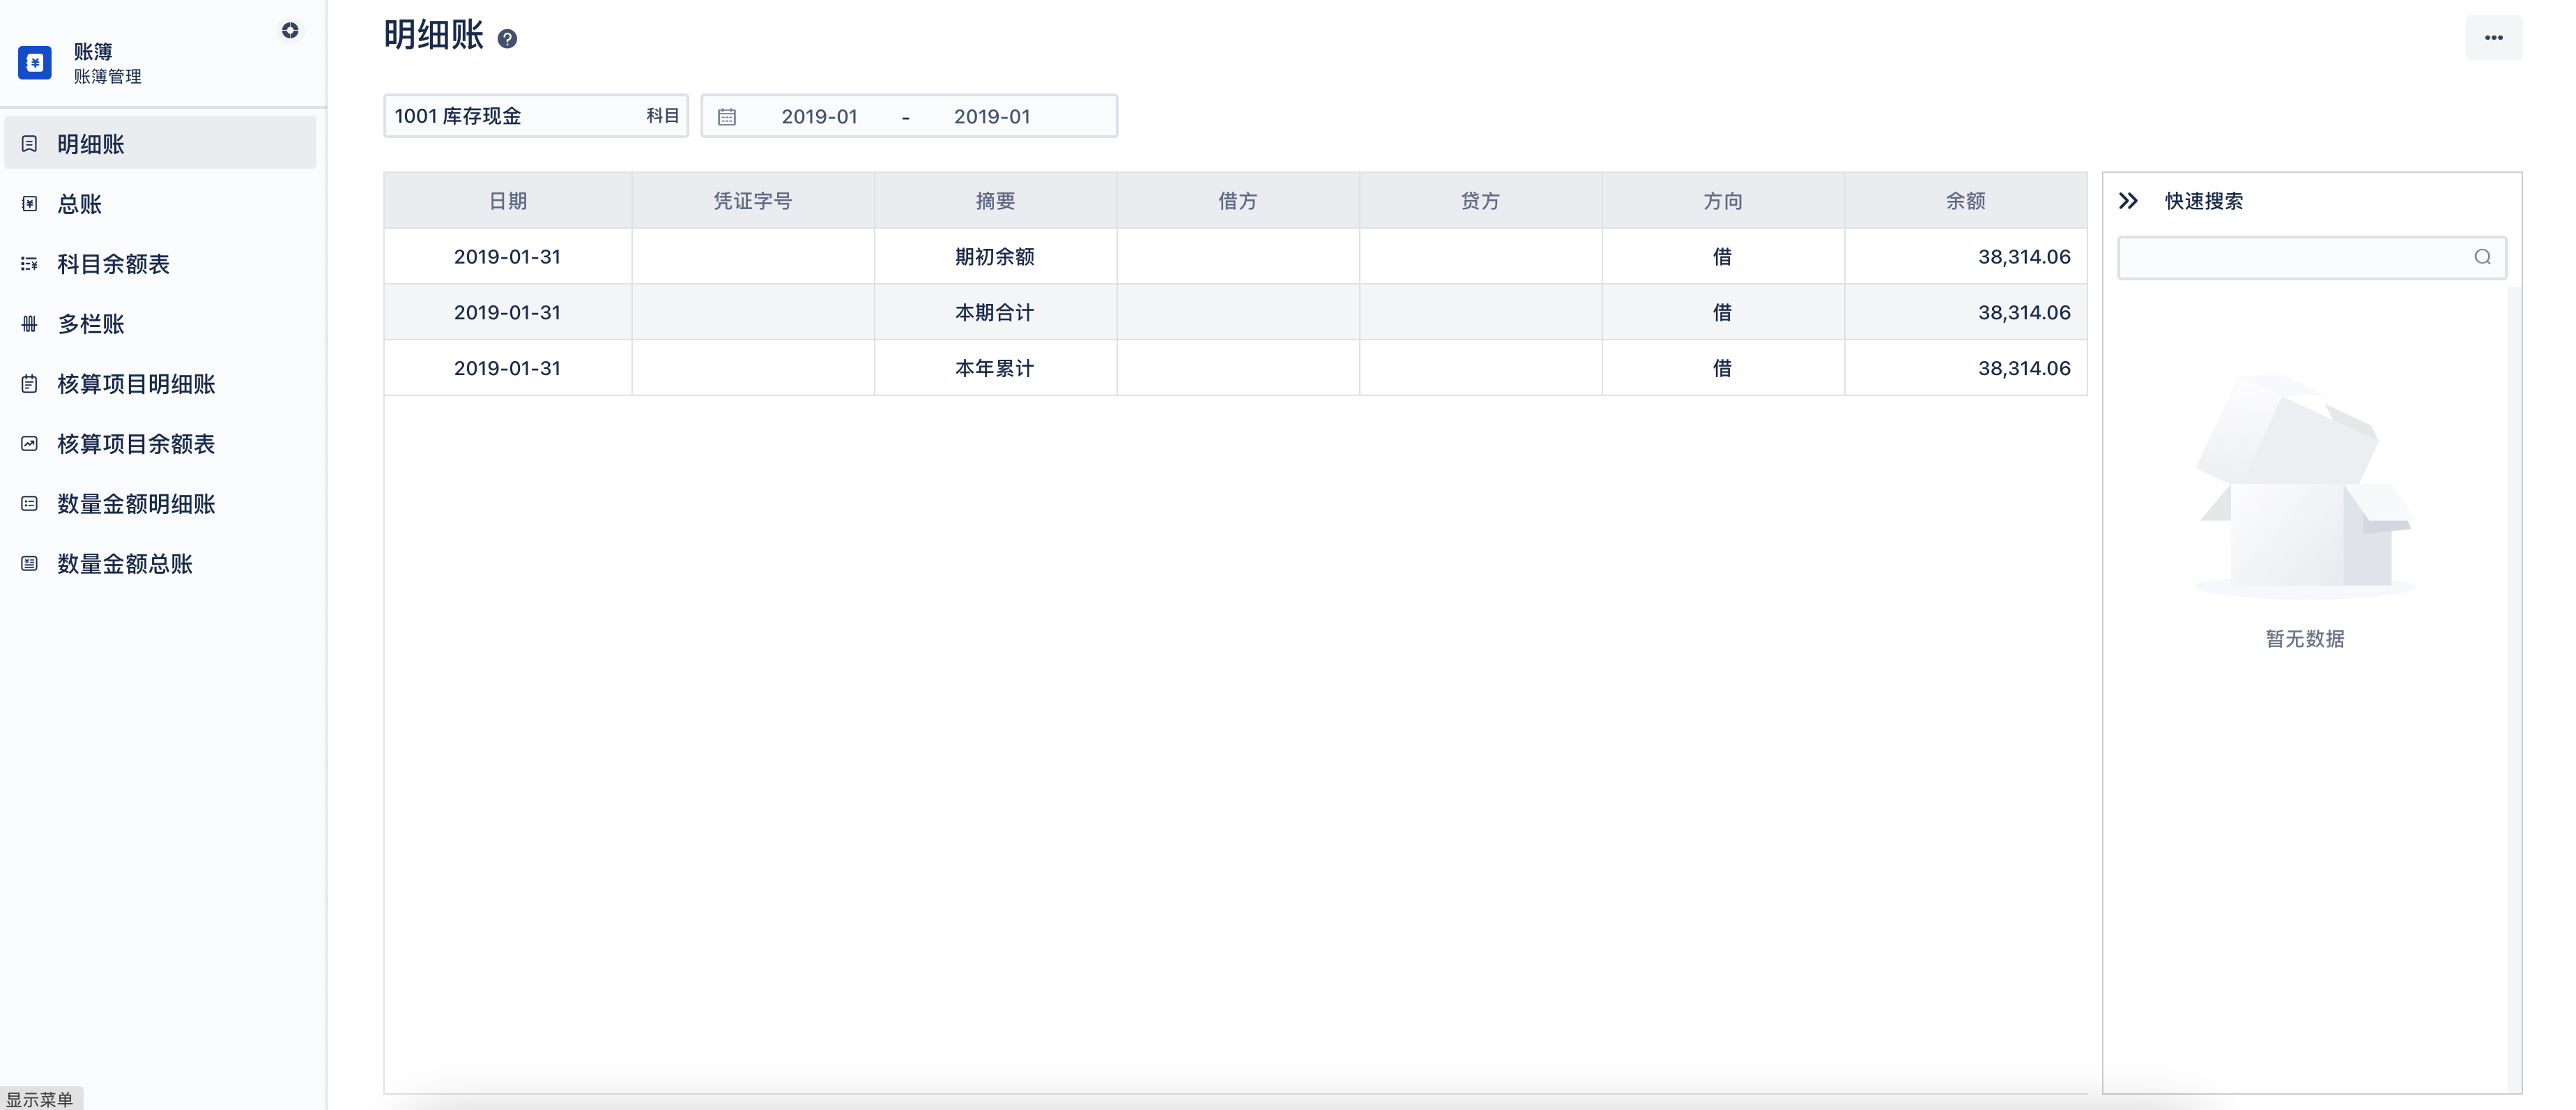 账簿
账簿管理
明细账
总账
科目余额表
多栏账
核算项目明细账
核算项目余额表
数量金额明细账
数量金额总账
显示菜单
明细账
1001 库存现金 科目 2019-01 - 2019-01
日期 凭证字号 摘要 借方 贷方 方向 余额
2019-01-31 期初余额 借 38,314.06
2019-01-31 本期合计 借 38,314.06
2019-01-31 本年累计 借 38,314.06
快速搜索
暂无数据